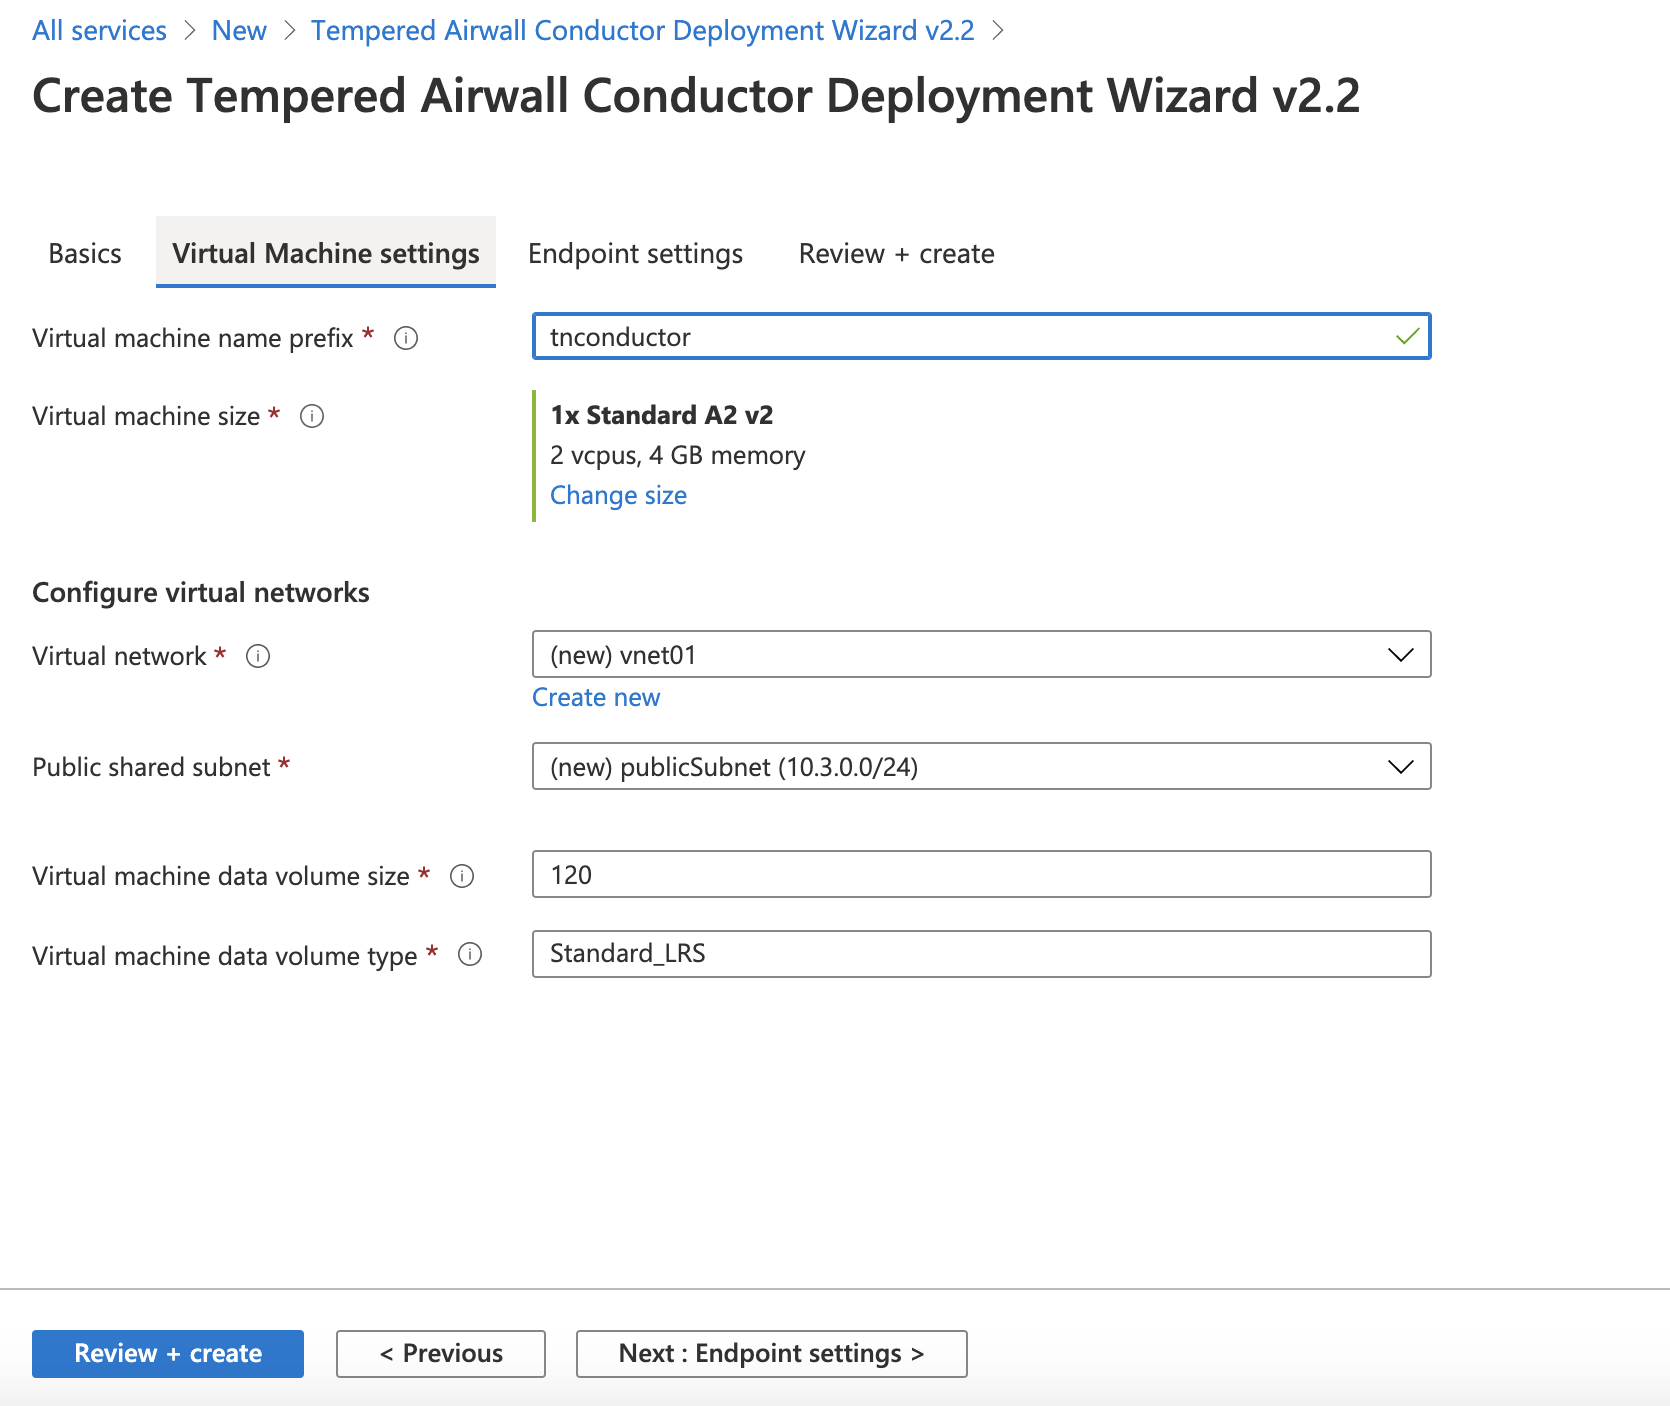 All services > New > Tempered Airwall Conductor Deployment Wizard v2.2 >
Create Tempered Airwall Conductor Deployment Wizard v2.2
Basics Virtual Machine settings Endpoint settings Review + create
Virtual machine name prefix * tnconductor
Virtual machine size * 1x Standard A2 v2
2 vcpus, 4 GB memory
Change size
Configure virtual networks
Virtual network * (new) vnet01
Create new
Public shared subnet * (new) publicSubnet (10.3.0.0/24)
Virtual machine data volume size * 120
Virtual machine data volume type * Standard_LRS
Review + create < Previous Next : Endpoint settings >